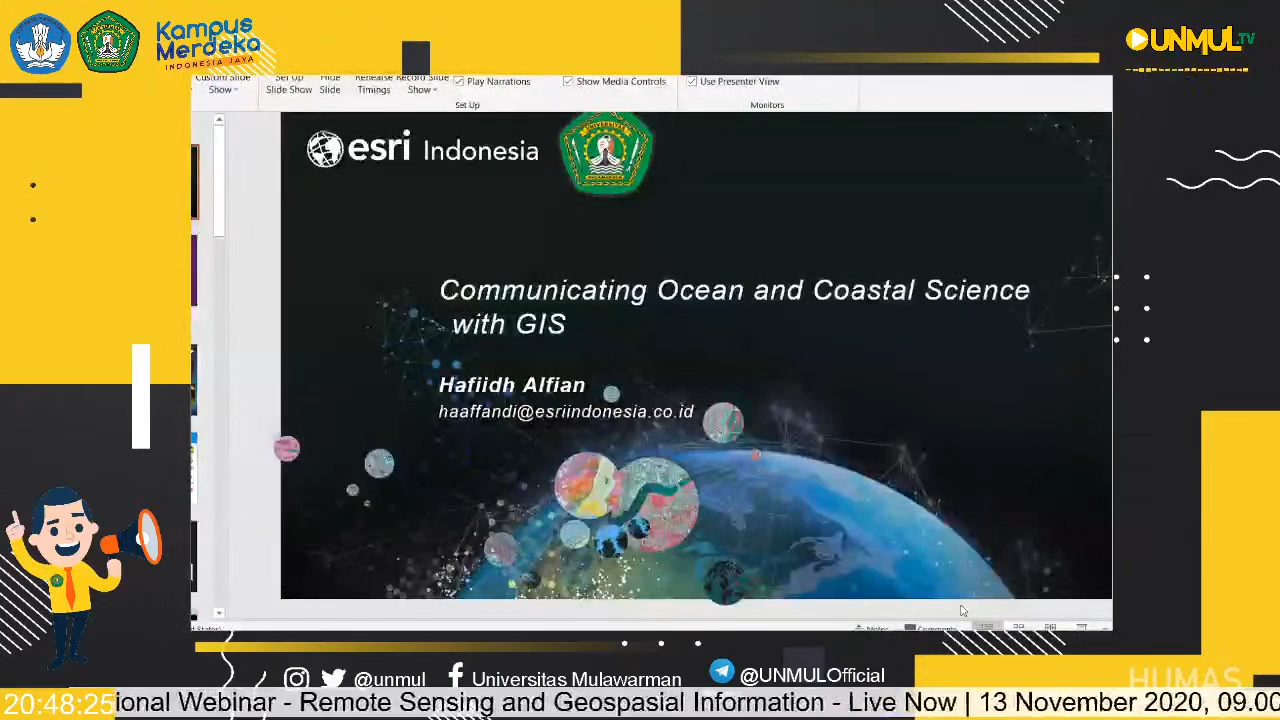 Kampus
Merdeka
INDONESIA JAYA
UNMUL.TV
Custom Slide
Show
Set Up
Slide Show
Hide
Slide
Rehearse
Timings
Record Slide
Show
Play Narrations
Show Media Controls
Use Presenter View
Set Up
Monitors
esri Indonesia
Communicating Ocean and Coastal Science
with GIS
Hafiidh Alfian
haaffandi@esriindonesia.co.id
Notes
Comments
@unmul
Universitas Mulawarman
@UNMULOfficial
HUMAS
20:48:25
ional Webinar - Remote Sensing and Geospasial Information - Live Now | 13 November 2020, 09.00